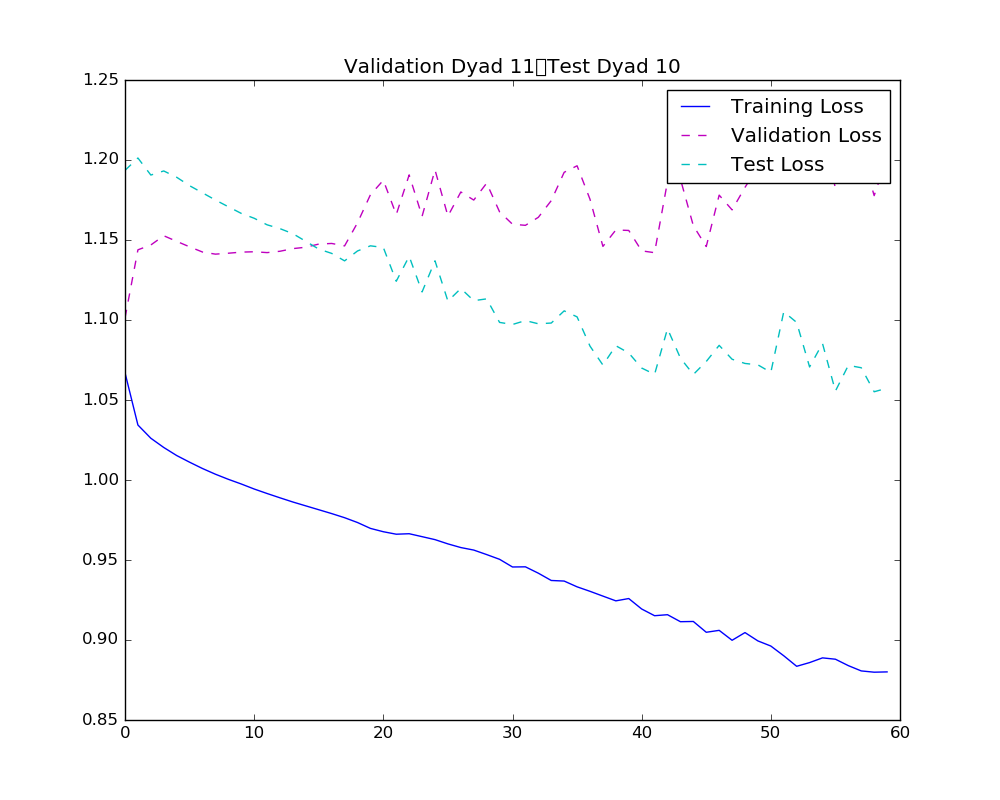 Validation Dyad 11▯Test Dyad 10
1.25
1.20
1.15
1.10
1.05
1.00
0.95
0.90
0.85
Training Loss
Validation Loss
Test Loss
0 10 20 30 40 50 60